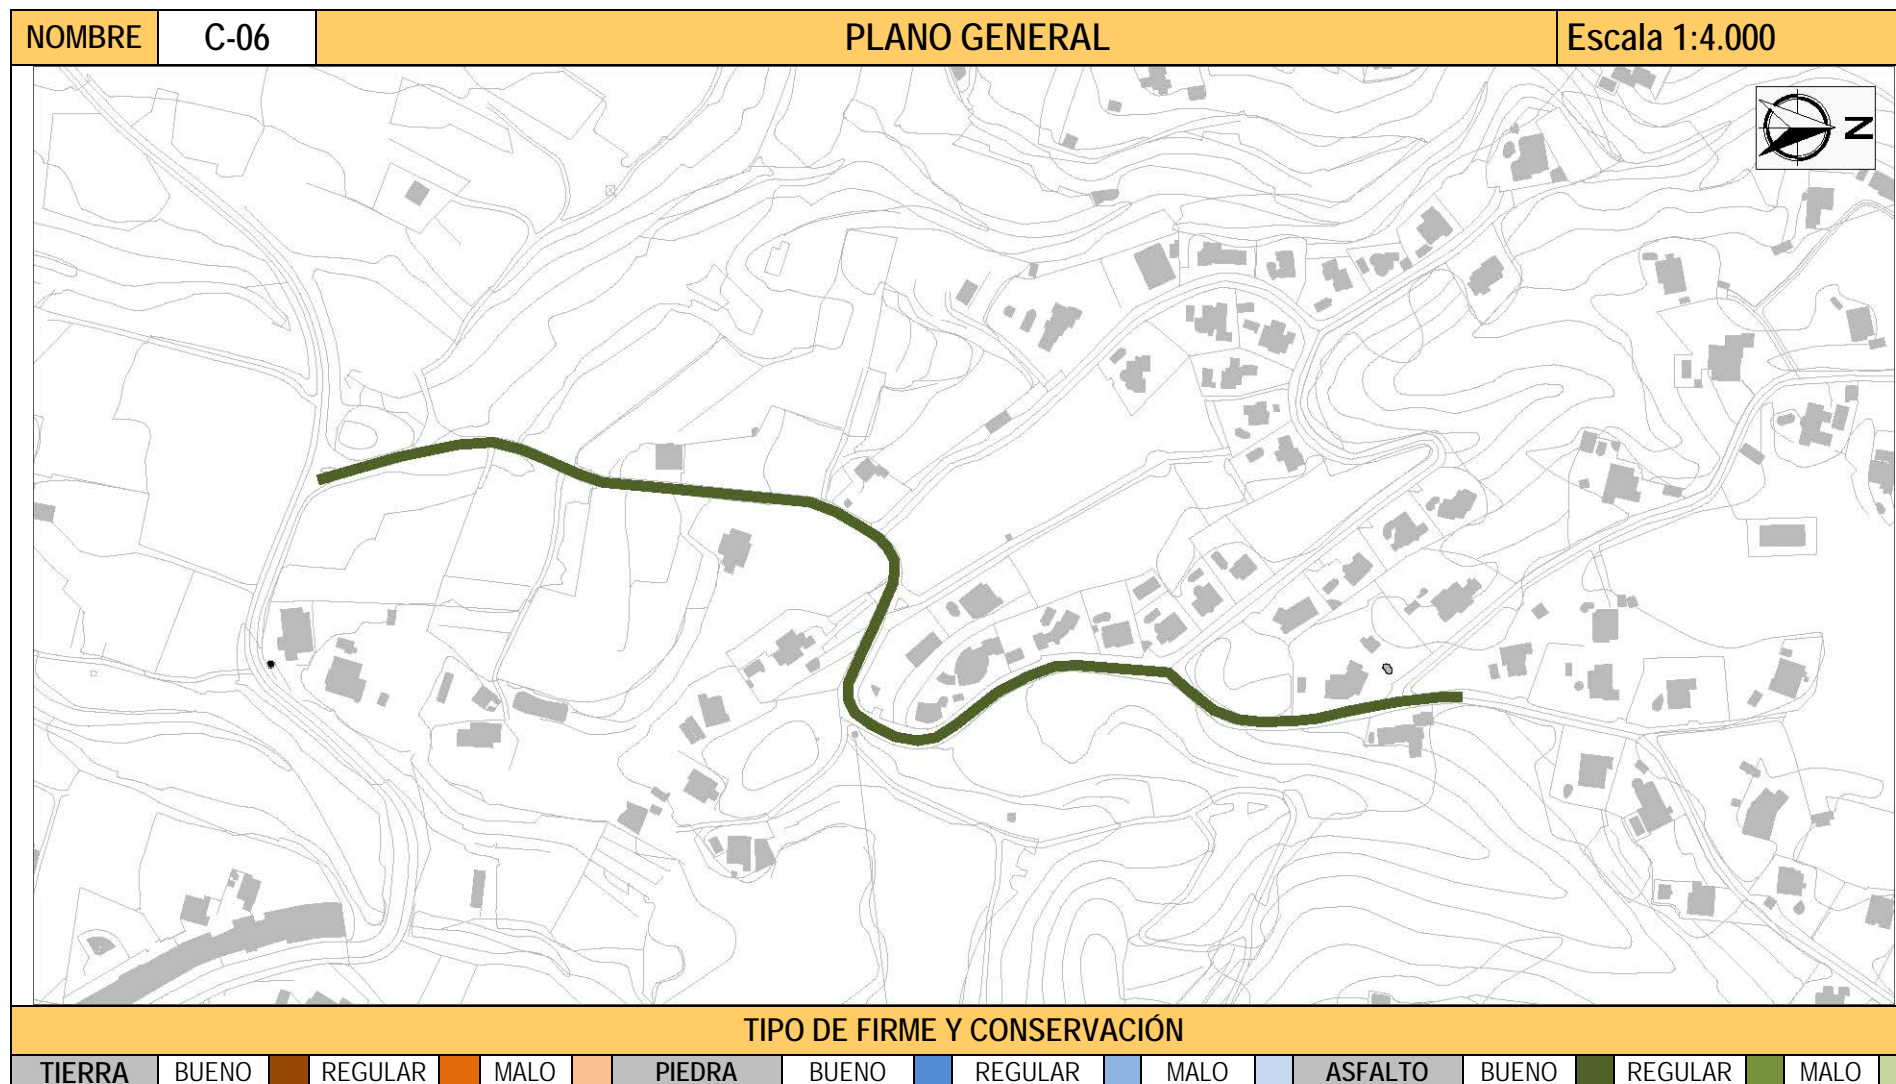 NOMBRE C-06 PLANO GENERAL Escala 1:4.000
N
TIPO DE FIRME Y CONSERVACIÓN
TIERRA BUENO REGULAR MALO PIEDRA BUENO REGULAR MALO ASFALTO BUENO REGULAR MALO